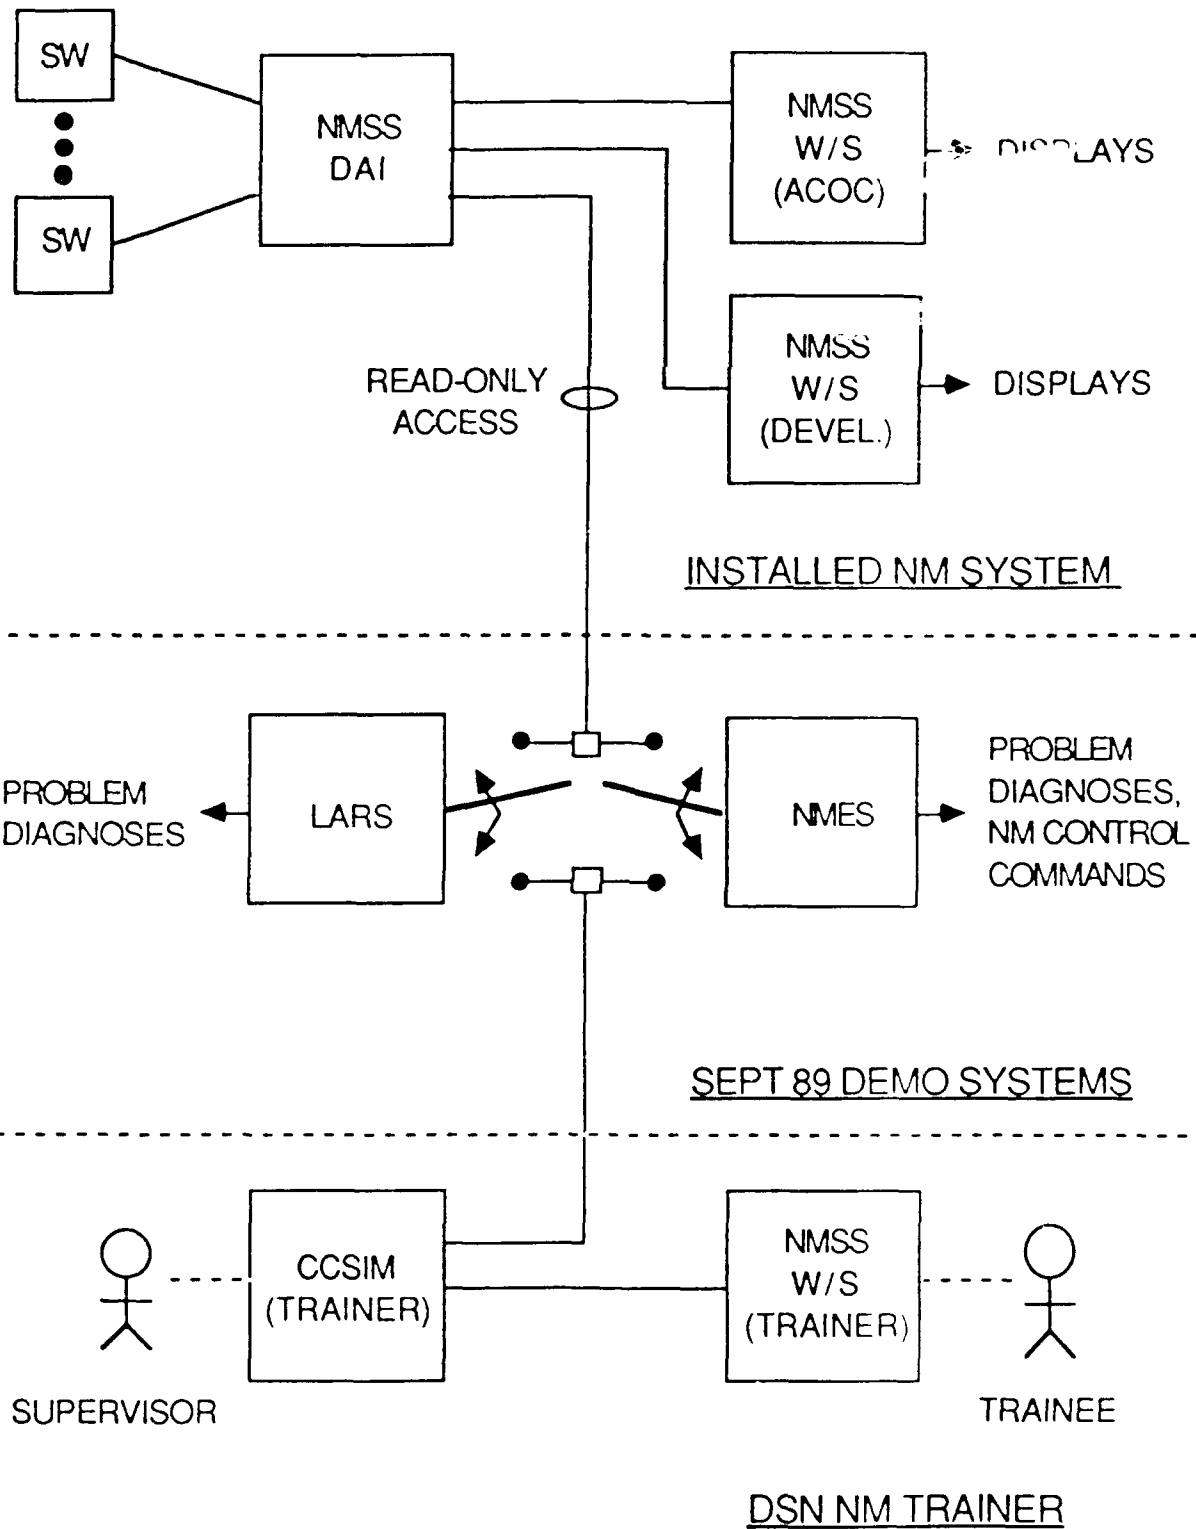 SW
SW
NMSS
DAI
NMSS
W/S
(ACOC)
DISPLAYS
READ-ONLY
ACCESS
NMSS
W/S
(DEVEL.)
DISPLAYS
INSTALLED NM SYSTEM
PROBLEM
DIAGNOSES
LARS
NMES
PROBLEM
DIAGNOSES,
NM CONTROL
COMMANDS
SEPT 89 DEMO SYSTEMS
SUPERVISOR
CCSIM
(TRAINER)
NMSS
W/S
(TRAINER)
TRAINEE
DSN NM TRAINER